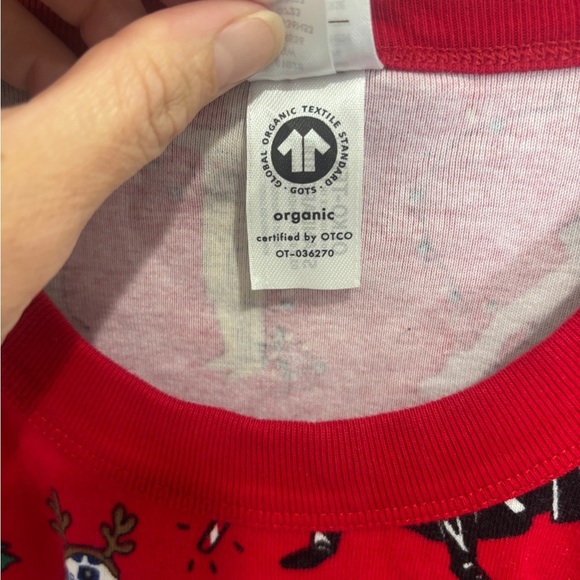 GLOBAL ORGANIC TEXTILE STANDARD
· GOTS ·
organic
certified by OTCO
OT-036270